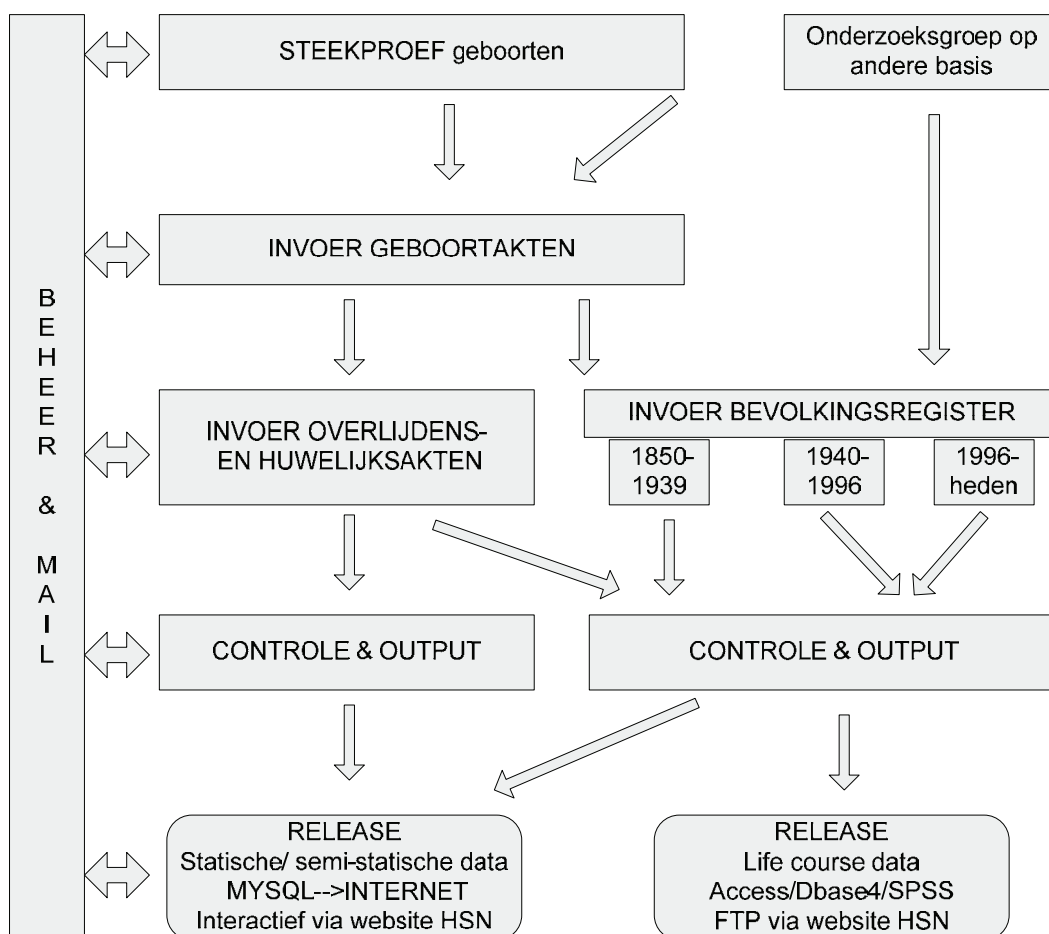 STEEKPROEF geboorten
Onderzoeksgroep op
andere basis
INVOER GEBOORTAKTEN
BEHEER & MAIL
INVOER OVERLIJDENS-
EN HUWELIJKSAKTEN
INVOER BEVOLKINGSREGISTER
1850-
1939
1940-
1996
1996-
heden
CONTROLE & OUTPUT
CONTROLE & OUTPUT
RELEASE
Statische/ semi-statische data
MYSQL-->INTERNET
Interactief via website HSN
RELEASE
Life course data
Access/Dbase4/SPSS
FTP via website HSN